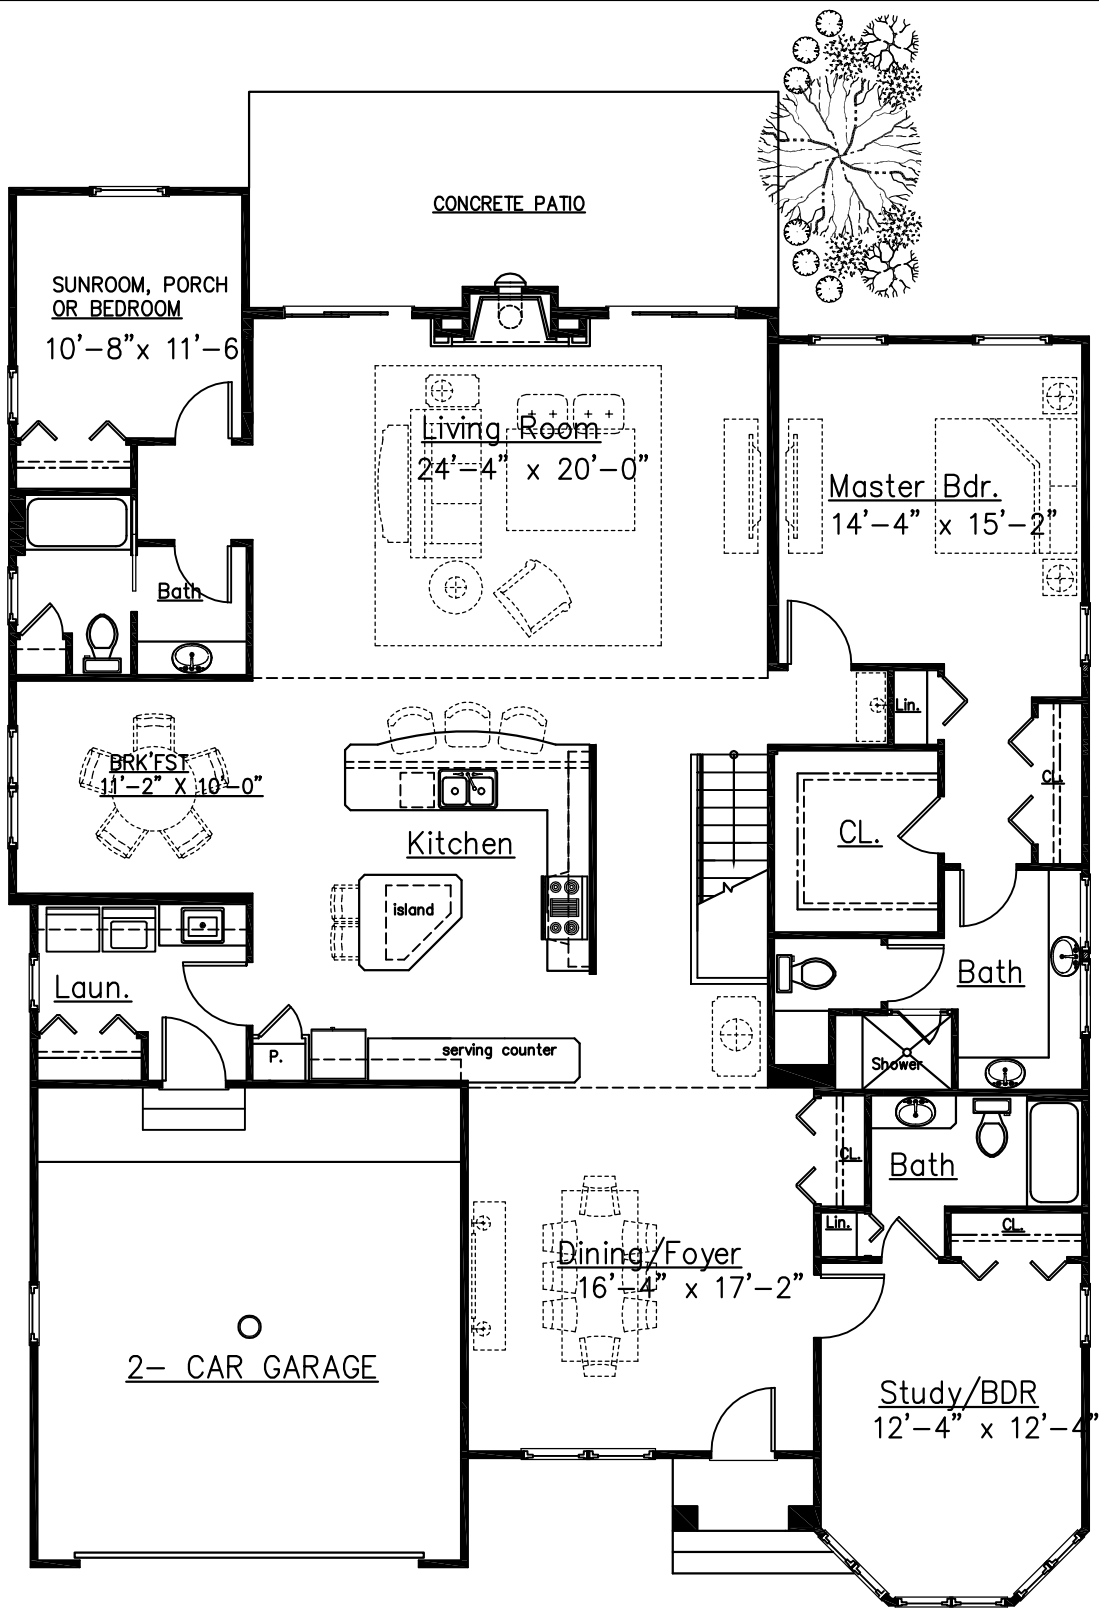 CONCRETE PATIO
SUNROOM, PORCH
OR BEDROOM
10'-8"x 11'-6
Living Room
24'-4" x 20'-0"
Master Bdr.
14'-4" x 15'-2"
Bath
Lin.
BRK'FST
11'-2" X 10'-0"
CL.
CL.
Kitchen
island
Laun.
Bath
P.
serving counter
Shower
CL.
Bath
Lin.
CL.
Dining/Foyer
16'-4" x 17'-2"
2- CAR GARAGE
Study/BDR
12'-4" x 12'-4"